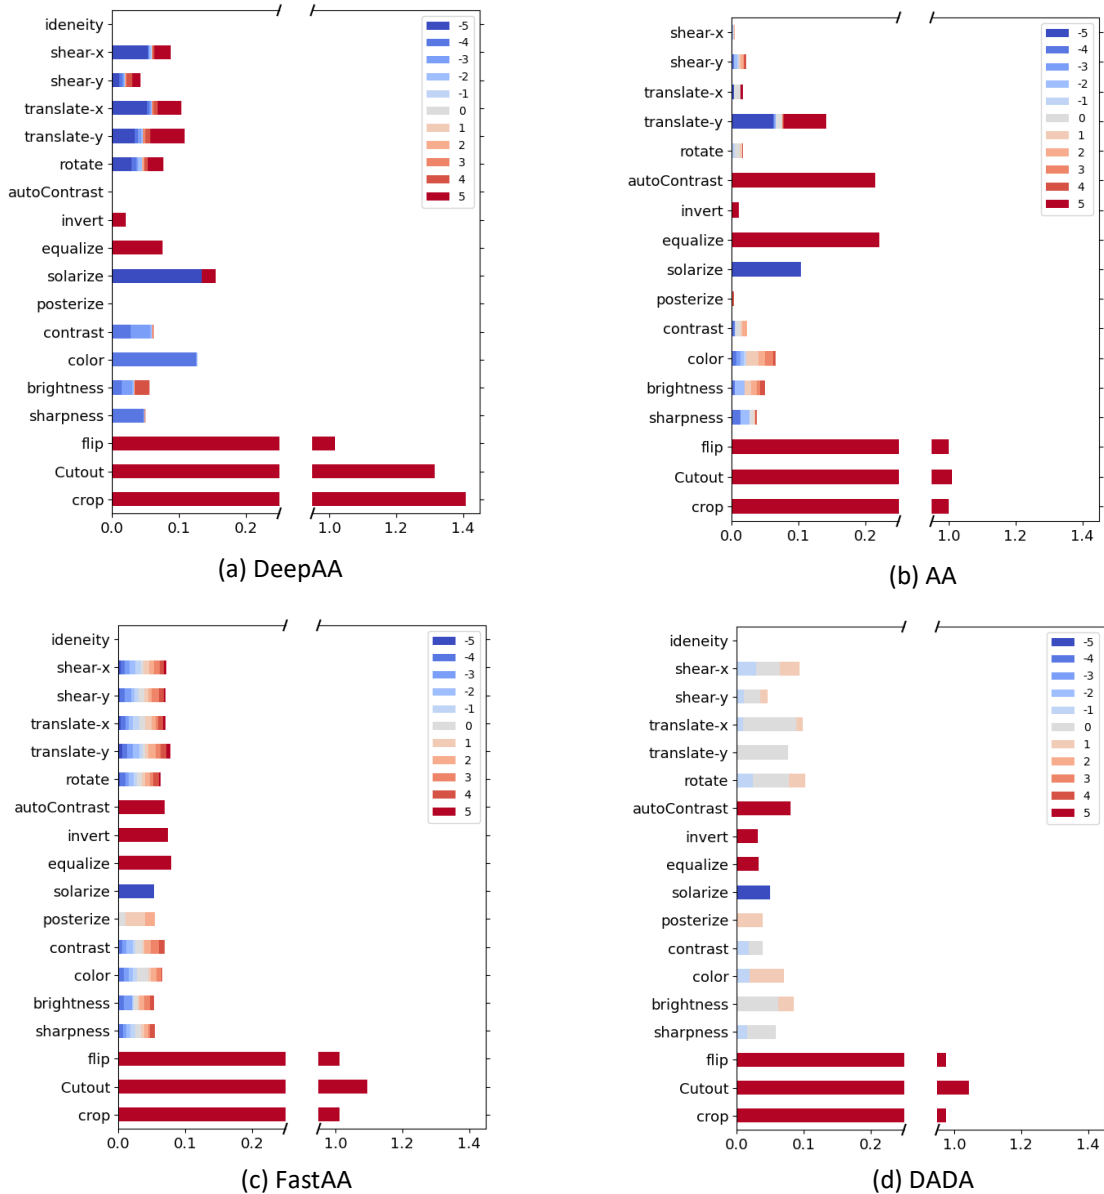 ideneity
shear-x
shear-y
translate-x
translate-y
rotate
autoContrast
invert
equalize
solarize
posterize
contrast
color
brightness
sharpness
flip
Cutout
crop
-5
-4
-3
-2
-1
0
1
2
3
4
5
0.0 0.1 0.2 1.0 1.2 1.4
(a) DeepAA
shear-x
shear-y
translate-x
translate-y
rotate
autoContrast
invert
equalize
solarize
posterize
contrast
color
brightness
sharpness
flip
Cutout
crop
-5
-4
-3
-2
-1
0
1
2
3
4
5
0.0 0.1 0.2 1.0 1.2 1.4
(b) AA
ideneity
shear-x
shear-y
translate-x
translate-y
rotate
autoContrast
invert
equalize
solarize
posterize
contrast
color
brightness
sharpness
flip
Cutout
crop
-5
-4
-3
-2
-1
0
1
2
3
4
5
0.0 0.1 0.2 1.0 1.2 1.4
(c) FastAA
ideneity
shear-x
shear-y
translate-x
translate-y
rotate
autoContrast
invert
equalize
solarize
posterize
contrast
color
brightness
sharpness
flip
Cutout
crop
-5
-4
-3
-2
-1
0
1
2
3
4
5
0.0 0.1 0.2 1.0 1.2 1.4
(d) DADA